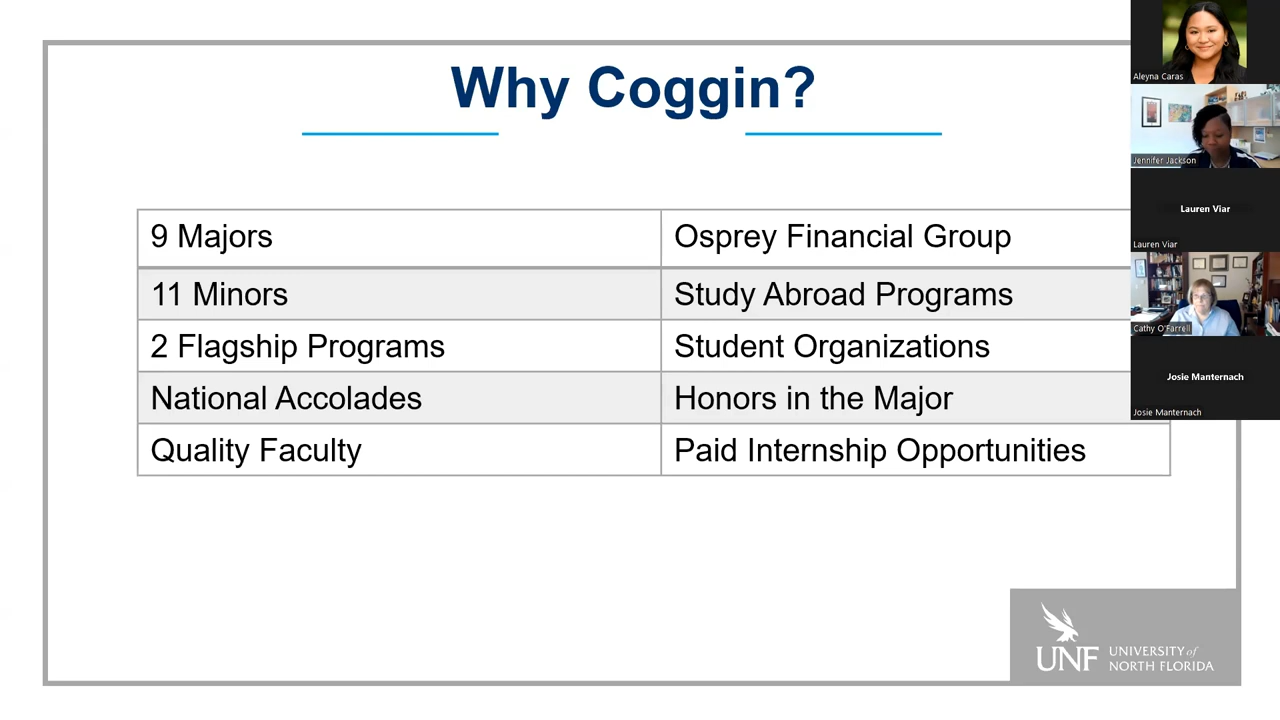 Why Coggin?
9 Majors
Osprey Financial Group
11 Minors
Study Abroad Programs
2 Flagship Programs
Student Organizations
National Accolades
Honors in the Major
Quality Faculty
Paid Internship Opportunities
UNF
UNIVERSITY of
NORTH FLORIDA
Aleyna Caras
Jennifer Jackson
Lauren Viar
Lauren Viar
Cathy O'Farrell
Josie Manternach
Josie Manternach